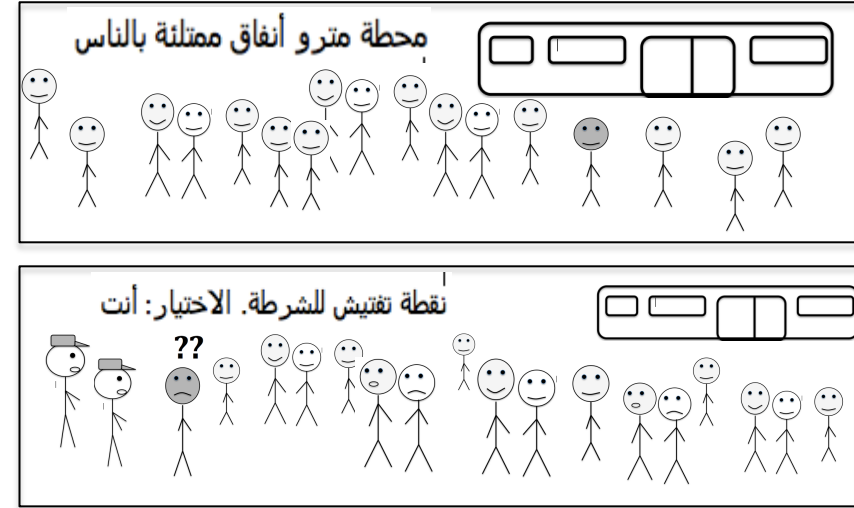 محطة مترو أنفاق ممتلئة بالناس
نقطة تفتيش للشرطة. الاختيار: أنت
??